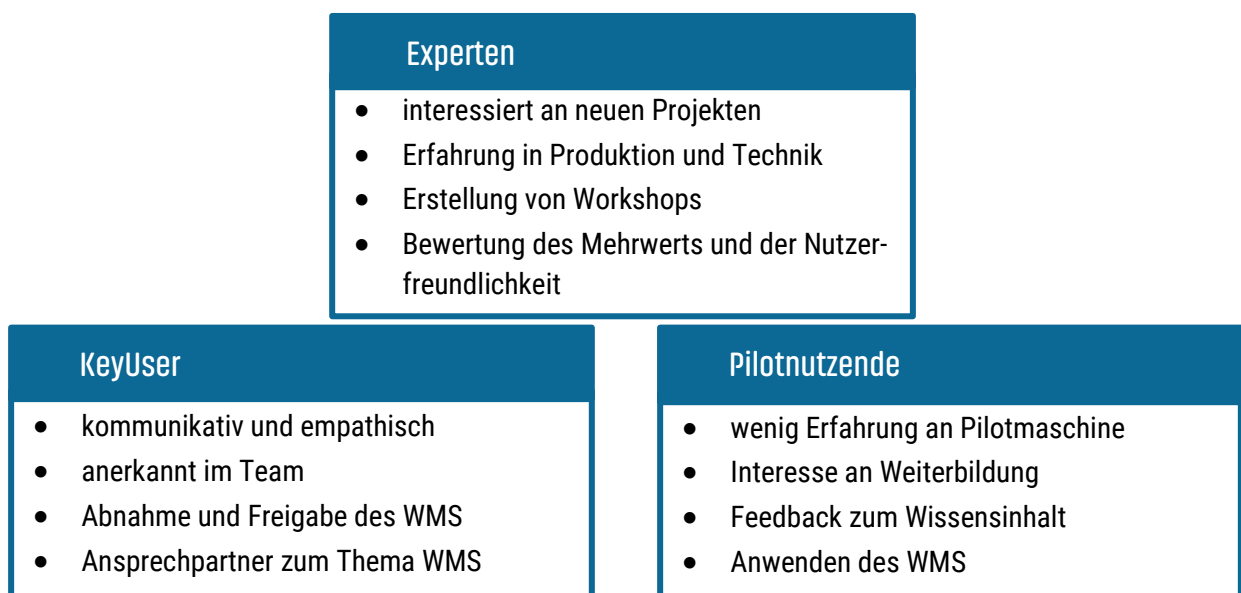 Experten
• interessiert an neuen Projekten
• Erfahrung in Produktion und Technik
• Erstellung von Workshops
• Bewertung des Mehrwerts und der Nutzer-
freundlichkeit
KeyUser
• kommunikativ und empathisch
• anerkannt im Team
• Abnahme und Freigabe des WMS
• Ansprechpartner zum Thema WMS
Pilotnutzende
• wenig Erfahrung an Pilotmaschine
• Interesse an Weiterbildung
• Feedback zum Wissensinhalt
• Anwenden des WMS